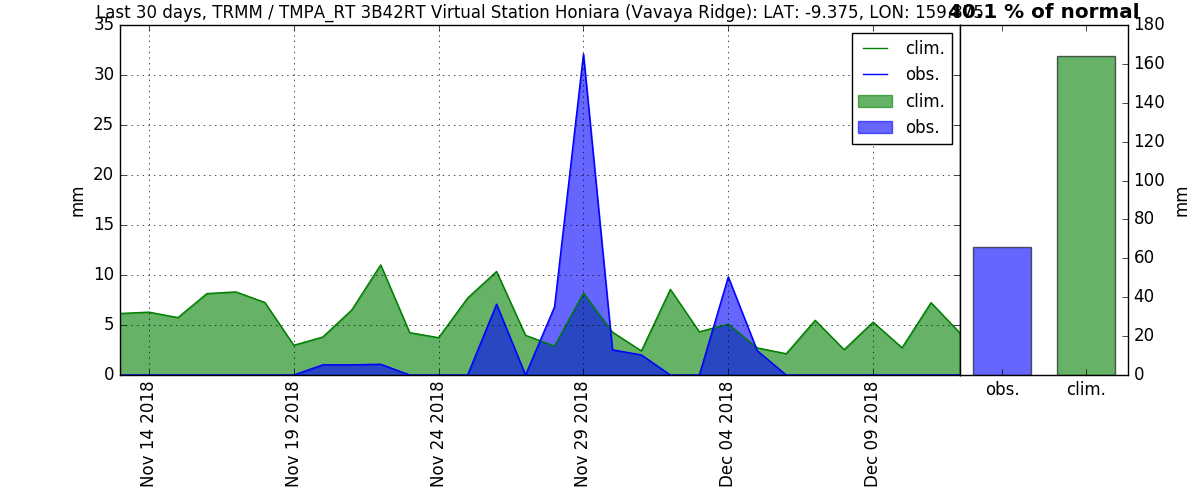 Last 30 days, TRMM / TMPA_RT 3B42RT Virtual Station Honiara (Vavaya Ridge): LAT: -9.375, LON:
40.1 % of normal
35
30
25
20
15
10
5
0
mm
clim.
obs.
clim.
obs.
180
160
140
120
100
80
60
40
20
0
mm
obs.
clim.
Nov 14 2018
Nov 19 2018
Nov 24 2018
Nov 29 2018
Dec 04 2018
Dec 09 2018